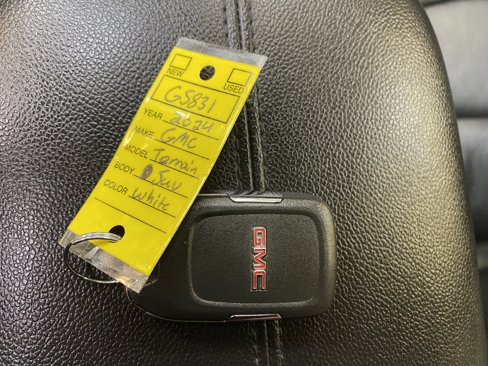 NEW USED
GS831
YEAR 2024
MAKE GMC
MODEL Terrain
BODY SUV
COLOR White
GMC